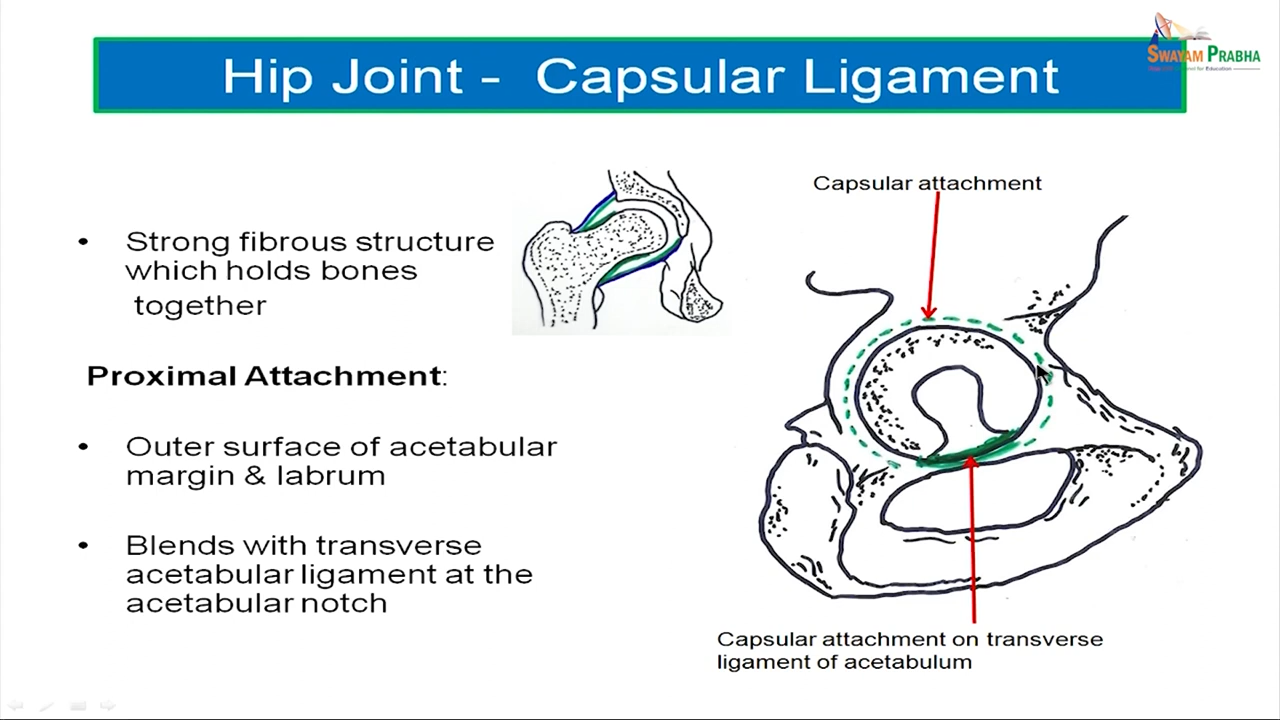 SWAYAM PRABHA
Hip Joint - Capsular Ligament
• Strong fibrous structure
which holds bones
together
Proximal Attachment:
• Outer surface of acetabular
margin & labrum
• Blends with transverse
acetabular ligament at the
acetabular notch
Capsular attachment
Capsular attachment on transverse
ligament of acetabulum